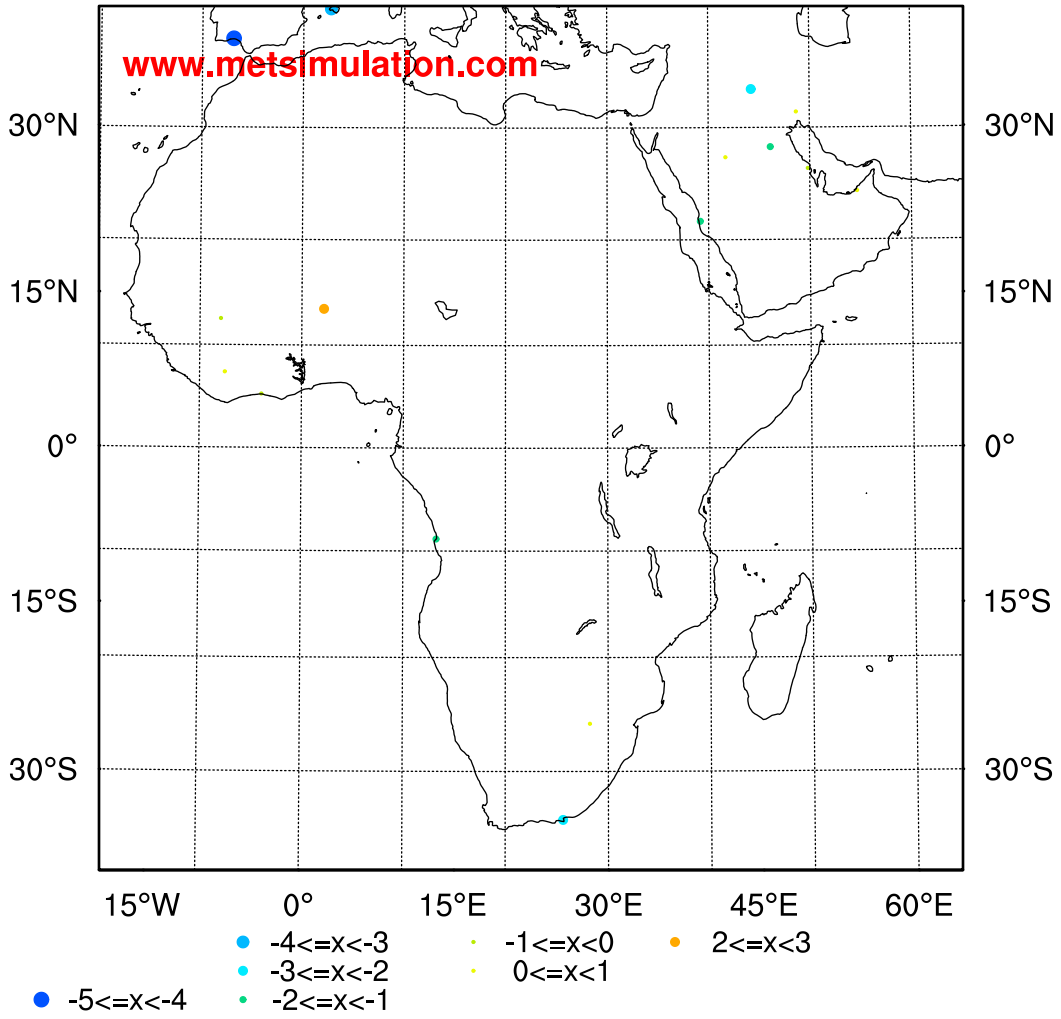 www.metsimulation.com
30°N 30°N
15°N 15°N
0° 0°
15°S 15°S
30°S 30°S
15°W 0° 15°E 30°E 45°E 60°E
-4<=x<-3 -1<=x<0 2<=x<3
-3<=x<-2 0<=x<1
-5<=x<-4 -2<=x<-1